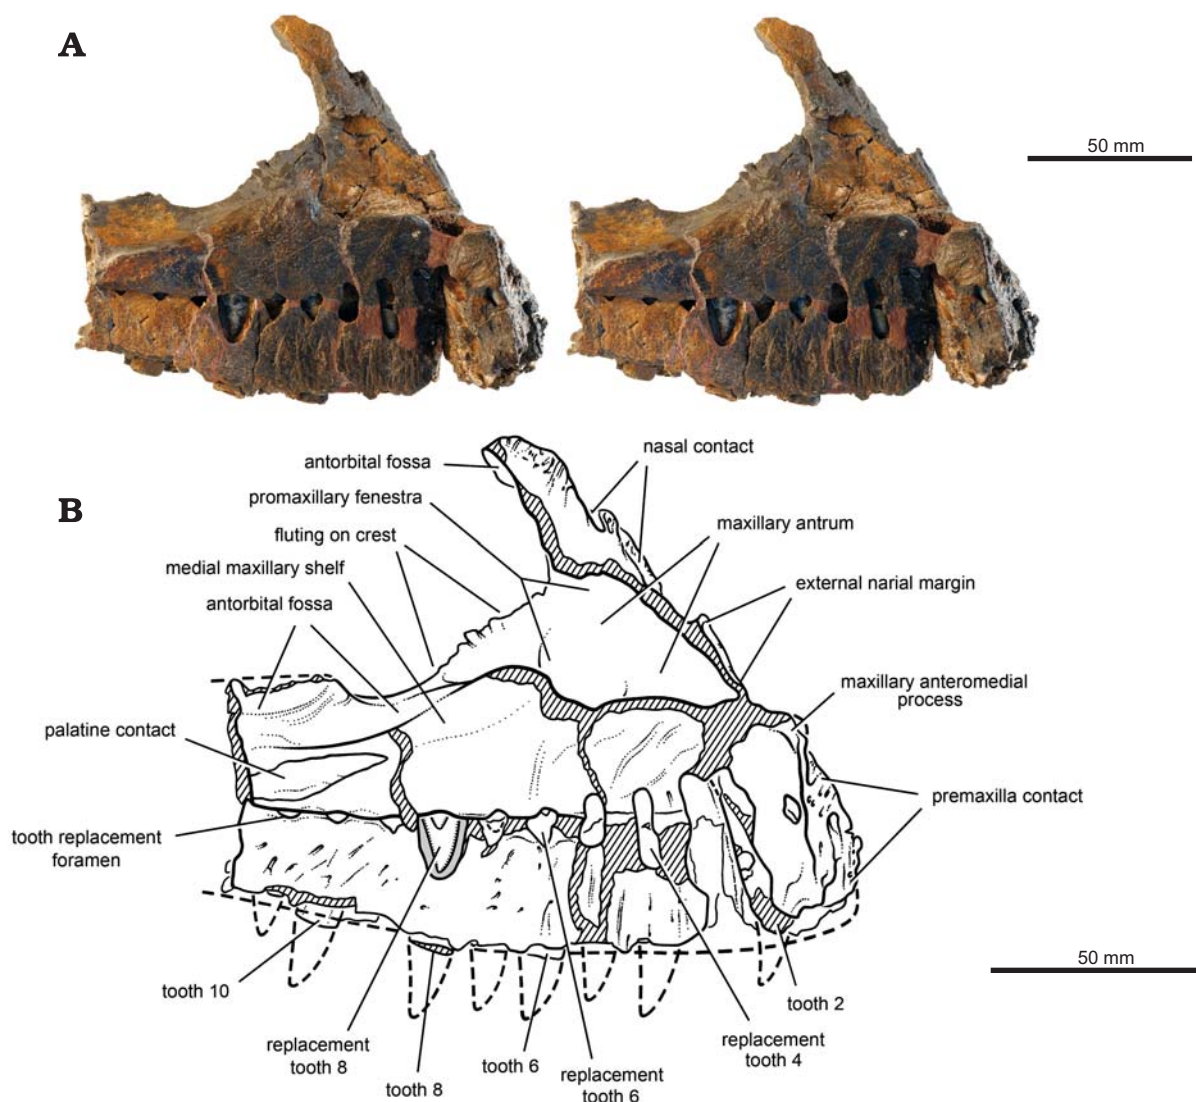 A
50 mm
B
antorbital fossa
promaxillary fenestra
fluting on crest
medial maxillary shelf
antorbital fossa
palatine contact
tooth replacement
foramen
tooth 10
replacement
tooth 8
tooth 8
tooth 6
replacement
tooth 6
replacement
tooth 4
tooth 2
nasal contact
maxillary antrum
external narial margin
maxillary anteromedial
process
premaxilla contact
50 mm